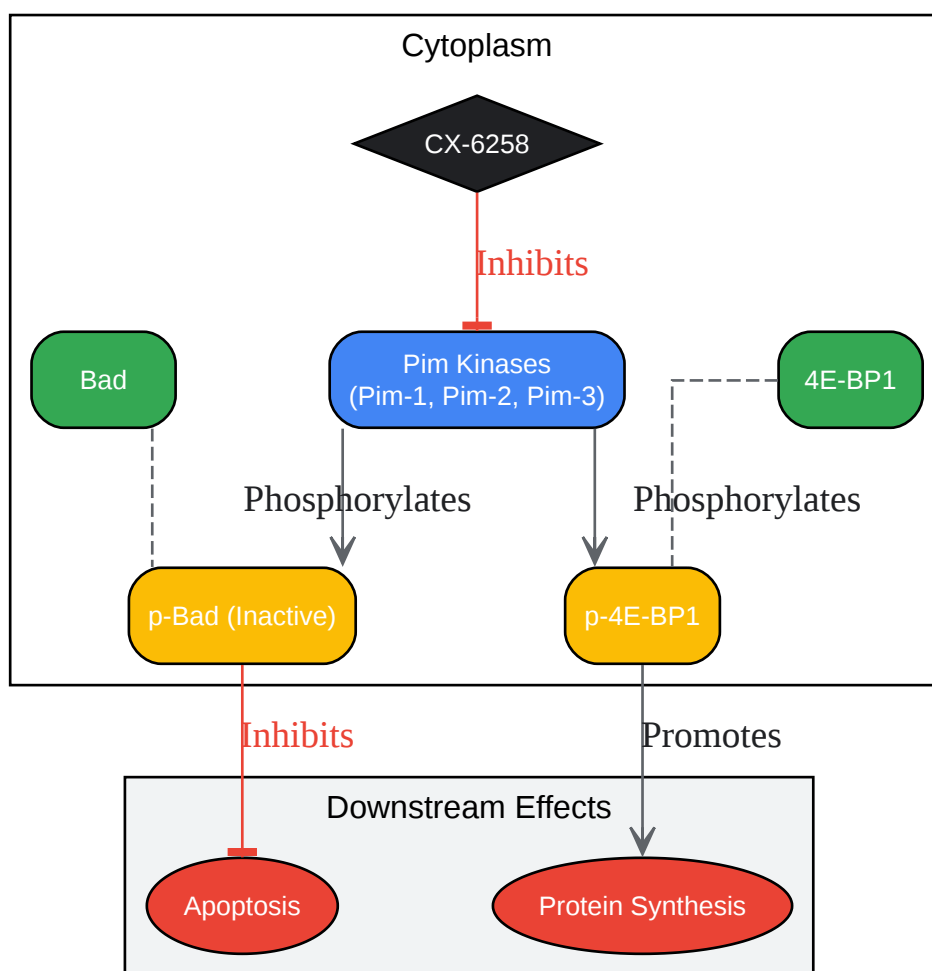 Cytoplasm
CX-6258
Inhibits
Bad
Pim Kinases
(Pim-1, Pim-2, Pim-3)
4E-BP1
Phosphorylates
Phosphorylates
p-Bad (Inactive)
p-4E-BP1
Inhibits
Promotes
Downstream Effects
Apoptosis
Protein Synthesis